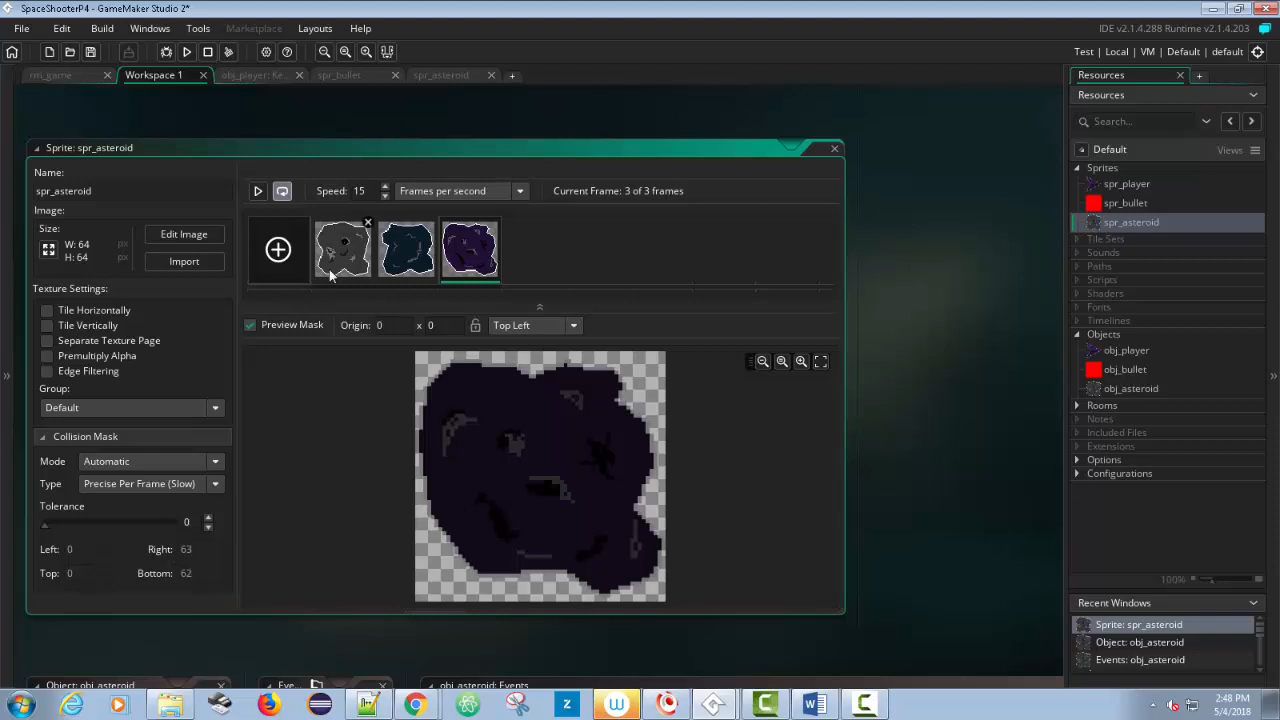 SpaceShooterP4 - GameMaker Studio 2*
File Edit Build Windows Tools Marketplace Layouts Help
IDE v2.1.4.288 Runtime v2.1.4.203
Test | Local | VM | Default | default
rm_game Workspace 1 obj_player: Ke... spr_bullet spr_asteroid
Resources
Resources
Search...
Default Views
Sprites
spr_player
spr_bullet
spr_asteroid
Tile Sets
Sounds
Paths
Scripts
Shaders
Fonts
Timelines
Objects
obj_player
obj_bullet
obj_asteroid
Rooms
Notes
Included Files
Extensions
Options
Configurations
100%
Recent Windows
Sprite: spr_asteroid
Object: obj_asteroid
Events: obj_asteroid
Sprite: spr_asteroid
Name:
spr_asteroid
Image:
Size:
W: 64 px
H: 64 px
Edit Image
Import
Texture Settings:
Tile Horizontally
Tile Vertically
Separate Texture Page
Premultiply Alpha
Edge Filtering
Group:
Default
Collision Mask
Mode Automatic
Type Precise Per Frame (Slow)
Tolerance
0
Left: 0 Right: 63
Top: 0 Bottom: 62
Speed: 15 Frames per second Current Frame: 3 of 3 frames
Preview Mask Origin: 0 x 0 Top Left
Object: obj_asteroid Eve obj_asteroid: Events
2:48 PM
5/4/2018